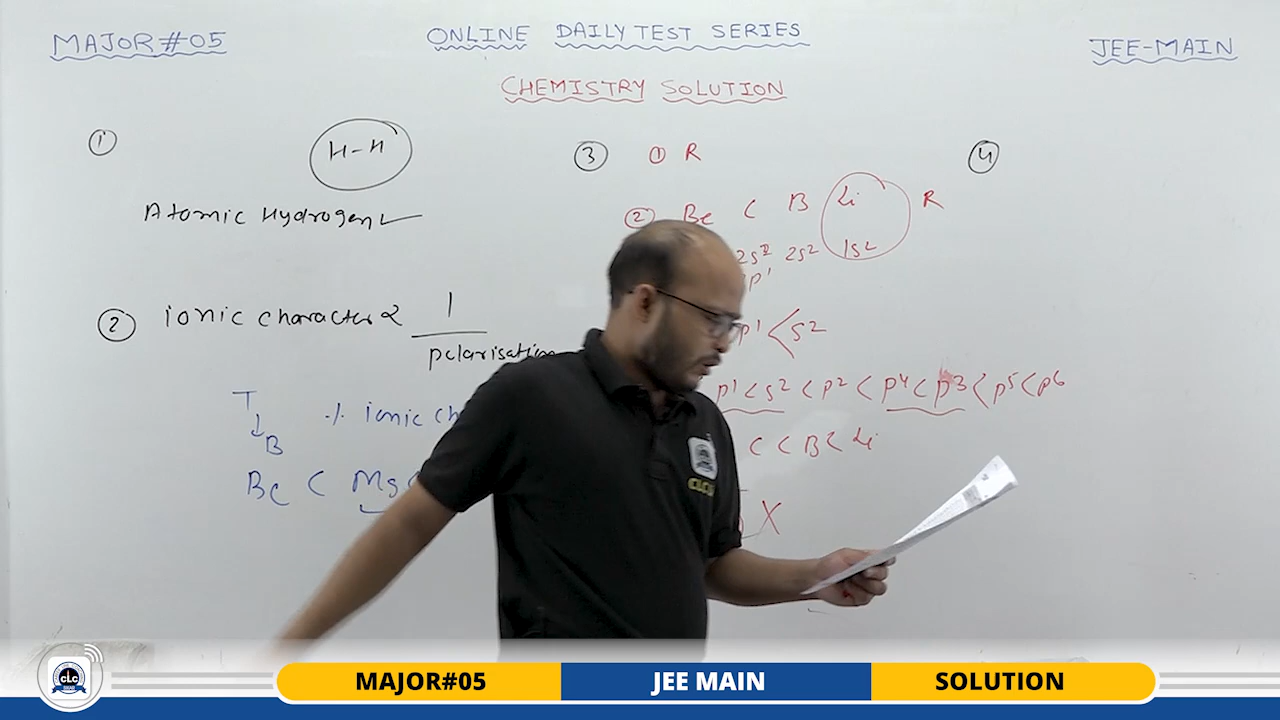 MAJOR#05
ONLINE DAILY TEST SERIES
JEE-MAIN
CHEMISTRY SOLUTION
①
H-H
Atomic Hydrogen
② ionic character ∝ 1
polarisation
T
↓
B
% ionic ch
Be < Mg
③ ① R
② Be C B Li R
2s² 2s² 1s²
p¹
p¹ < s²
p¹ < s² < p² < p⁴ < p³ < p⁵ < p⁶
C < B < Li
X
④
CLC
MAJOR#05
JEE MAIN
SOLUTION